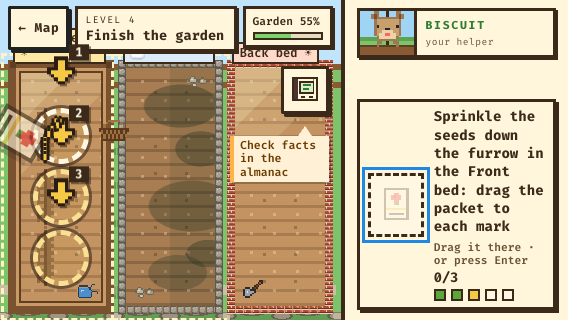 ← Map
LEVEL 4
Finish the garden
Garden 55%
Back bed ☀
1
2
3
Check facts
in the
almanac
BISCUIT
your helper
Sprinkle the
seeds down
the furrow in
the Front
bed: drag the
packet to
each mark
Drag it there ·
or press Enter
0/3